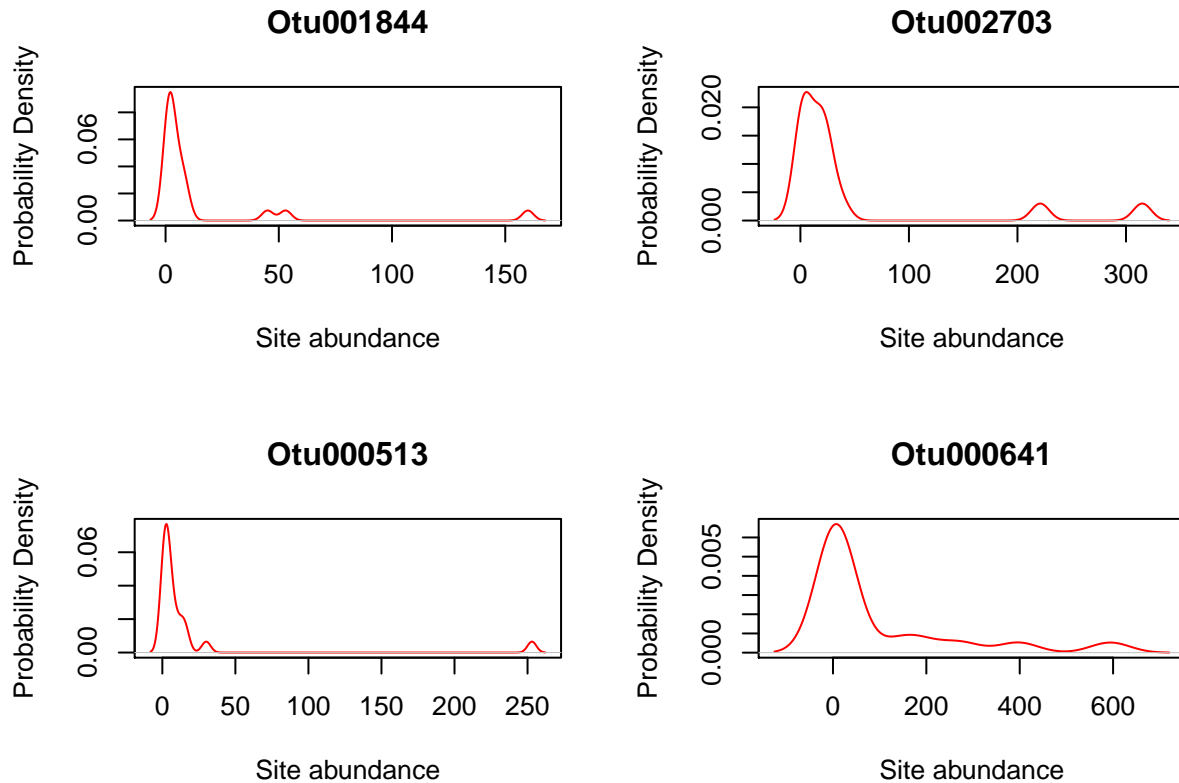 Otu001844
Probability Density
0.00 0.06
0 50 100 150
Site abundance
Otu002703
Probability Density
0.000 0.020
0 100 200 300
Site abundance
Otu000513
Probability Density
0.00 0.06
0 50 100 150 200 250
Site abundance
Otu000641
Probability Density
0.000 0.005
0 200 400 600
Site abundance